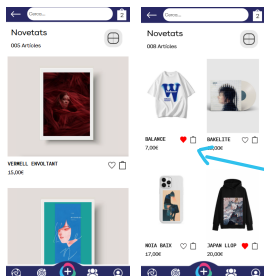 Cerca...
2
Novetats
005 Articles
VERMELL ENVOLTANT
15,00€
Cerca...
2
Novetats
008 Articles
BALANCE
7,00€
BAKELITE
,00€
NOIA BAIX
17,00€
JAPAN LLOP
20,00€